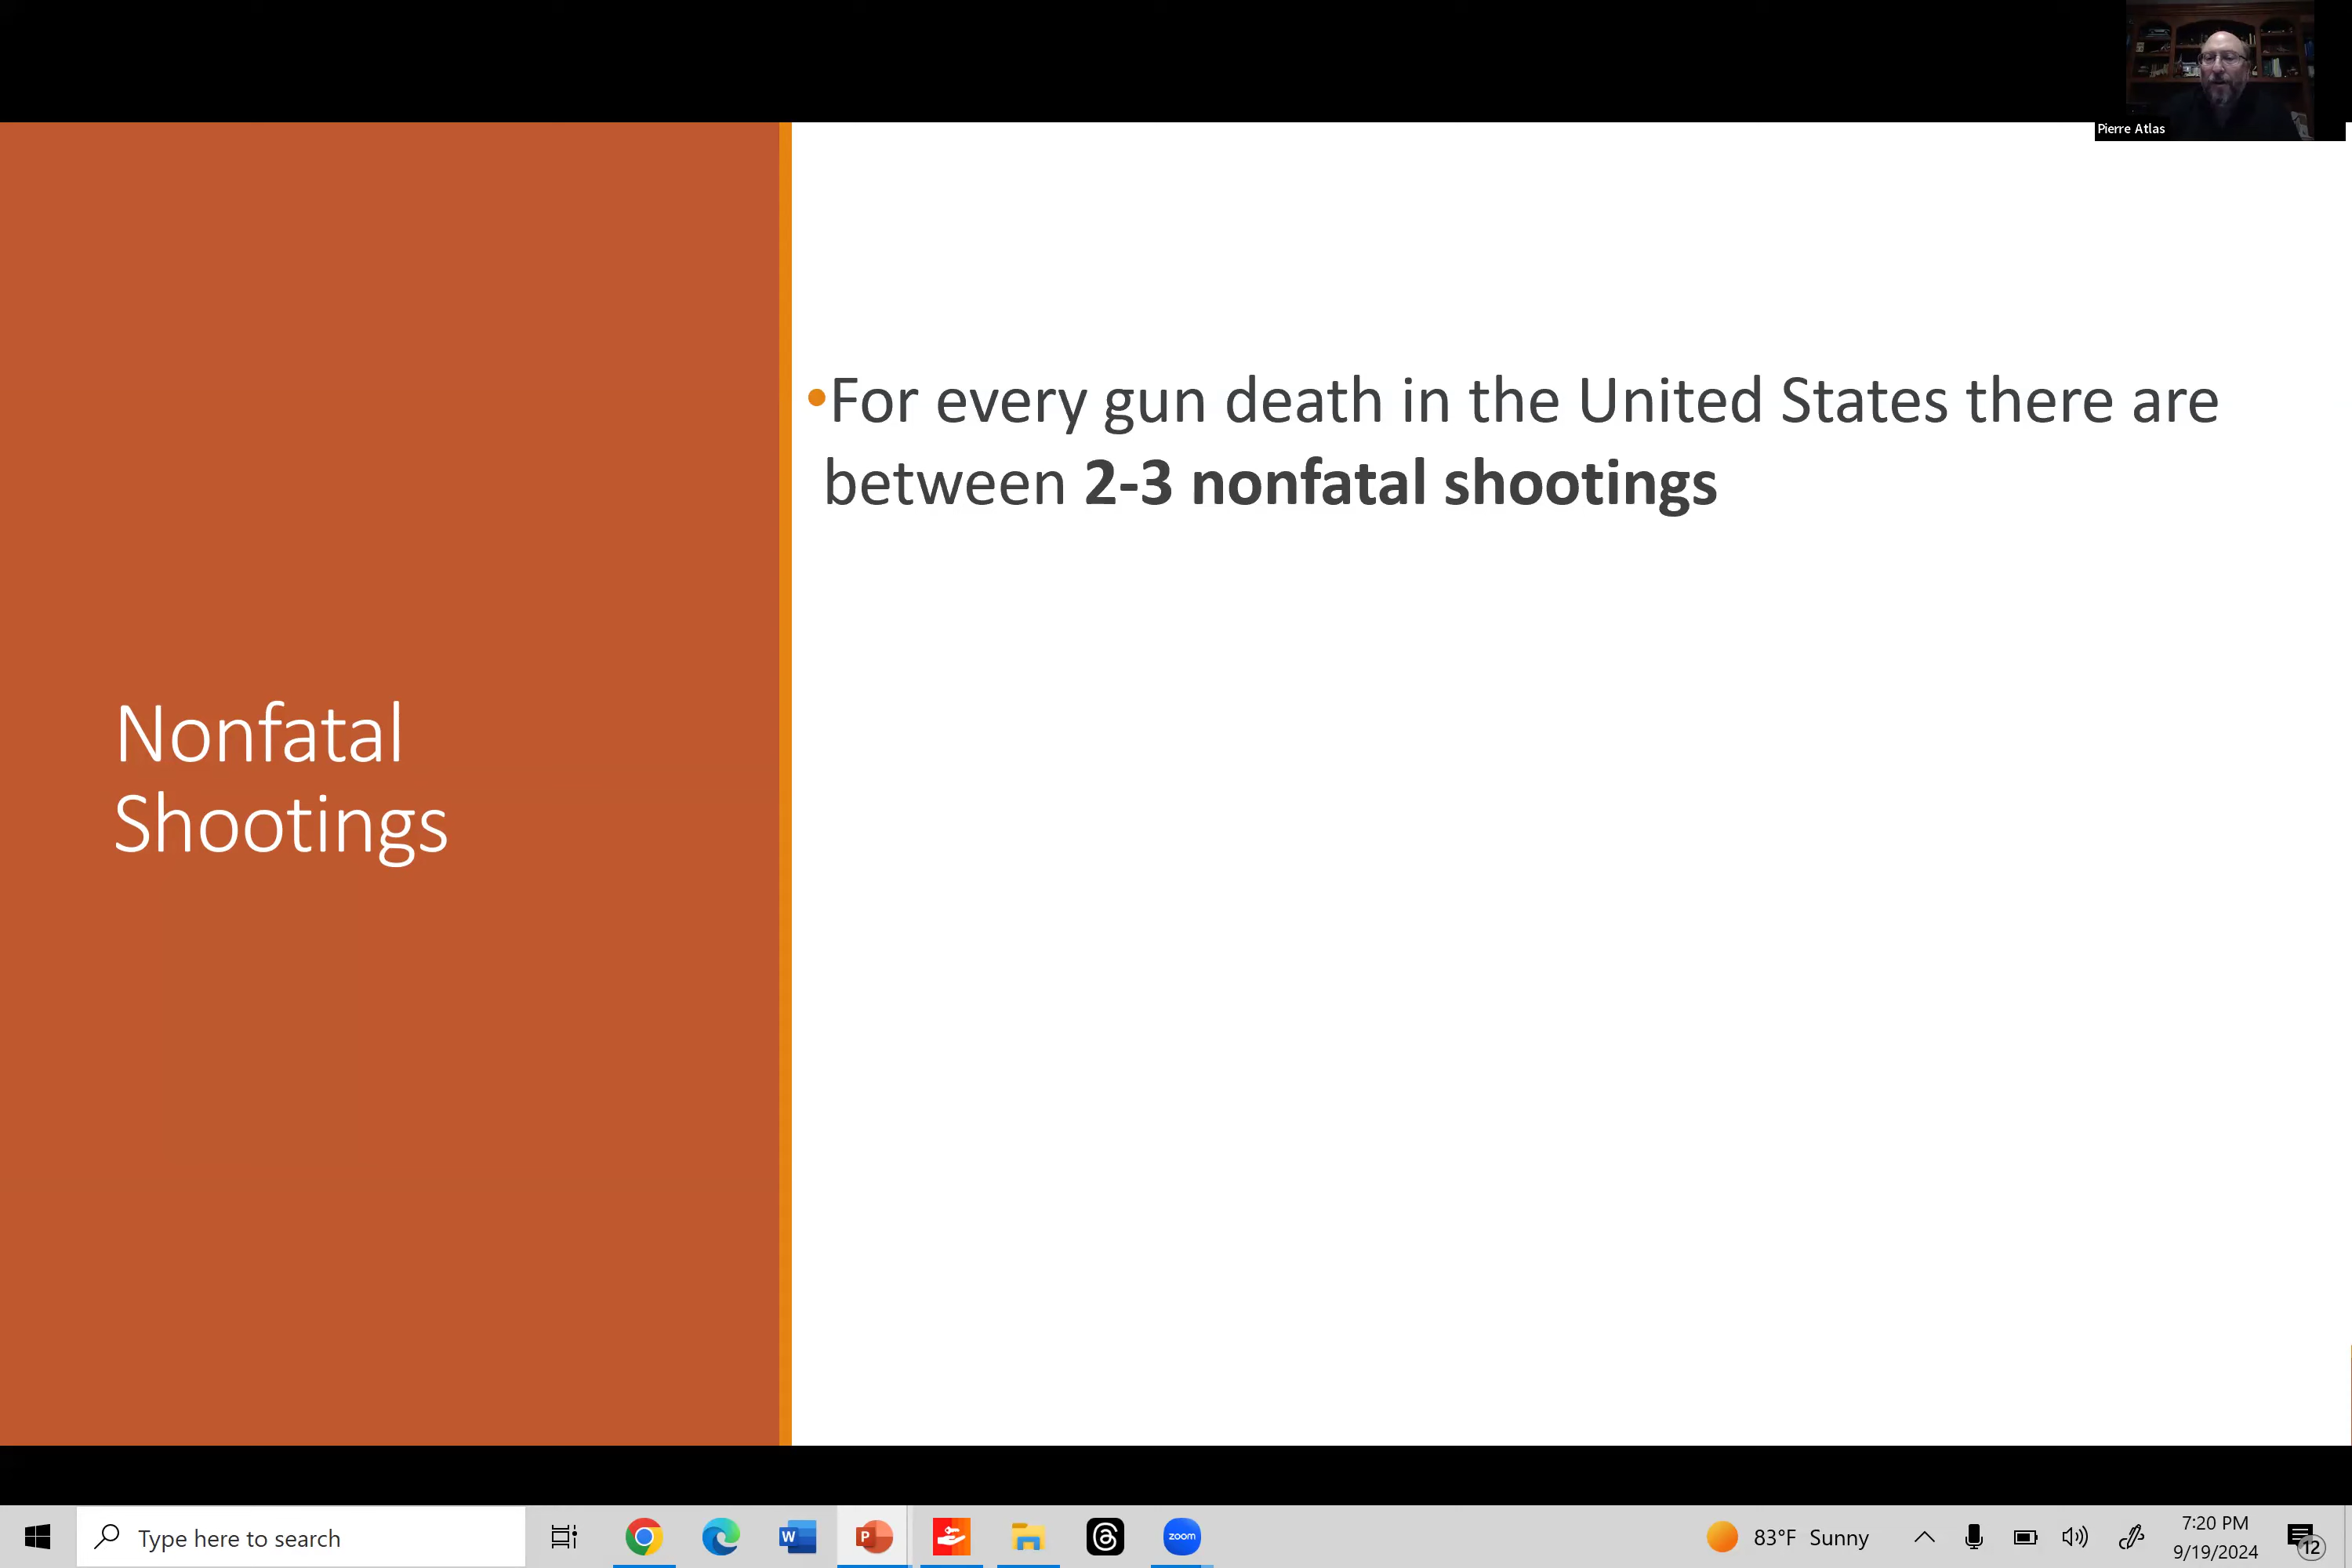 Pierre Atlas
•For every gun death in the United States there are
between 2-3 nonfatal shootings
Nonfatal
Shootings
Type here to search
W
P
zoom
83°F Sunny
7:20 PM
9/19/2024
12